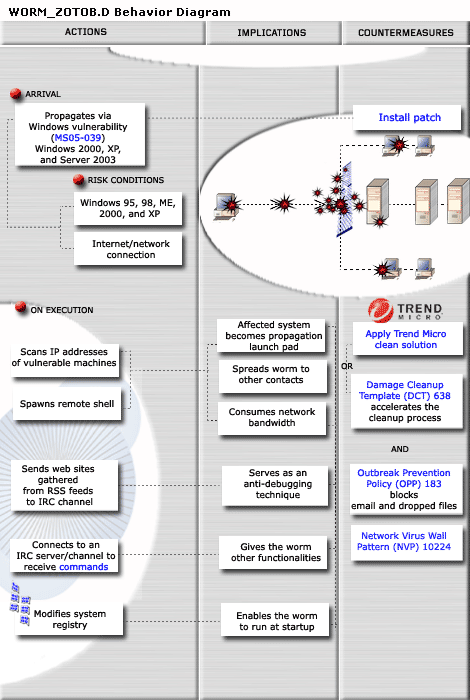 WORM_ZOTOB.D Behavior Diagram
ACTIONS
IMPLICATIONS
COUNTERMEASURES
ARRIVAL
Propagates via
Windows vulnerability
(MS05-039)
Windows 2000, XP,
and Server 2003
Install patch
RISK CONDITIONS
Windows 95, 98, ME,
2000, and XP
Internet/network
connection
ON EXECUTION
TREND
MICRO
Scans IP addresses
of vulnerable machines
Spawns remote shell
Affected system
becomes propagation
launch pad
Spreads worm to
other contacts
Consumes network
bandwidth
Apply Trend Micro
clean solution
OR
Damage Cleanup
Template (DCT) 638
accelerates the
cleanup process
AND
Sends web sites
gathered
from RSS feeds
to IRC channel
Serves as an
anti-debugging
technique
Outbreak Prevention
Policy (OPP) 183
blocks
email and dropped files
Connects to an
IRC server/channel to
receive commands
Gives the worm
other functionalities
Network Virus Wall
Pattern (NVP) 10224
Modifies system
registry
Enables the worm
to run at startup